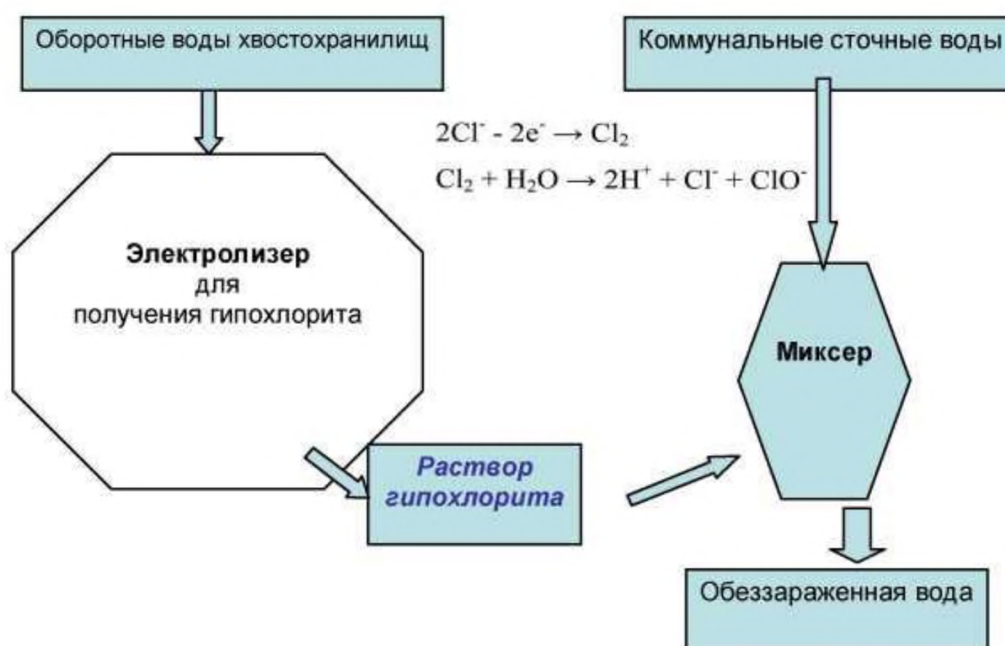 Оборотные воды хвостохранилищ
Коммунальные сточные воды
2Cl⁻ - 2e⁻ → Cl₂
Cl₂ + H₂O → 2H⁺ + Cl⁻ + ClO⁻
Электролизер
для
получения гипохлорита
Миксер
Раствор
гипохлорита
Обеззараженная вода